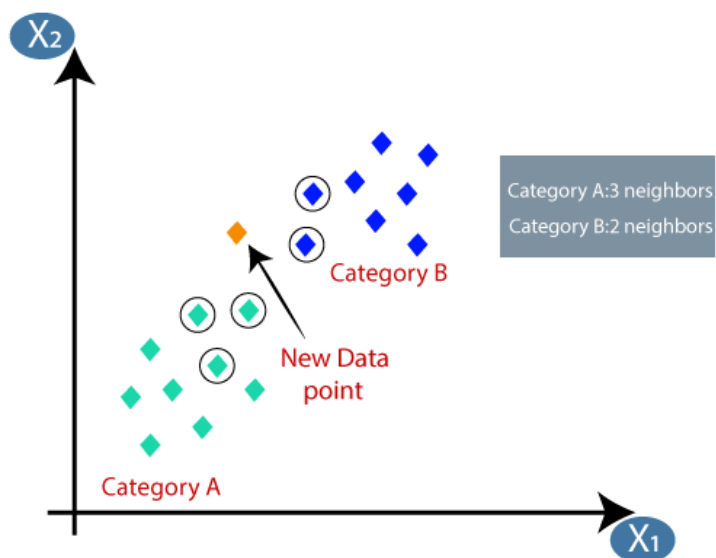 X2
Category A:3 neighbors
Category B:2 neighbors
Category B
New Data
point
Category A
X1